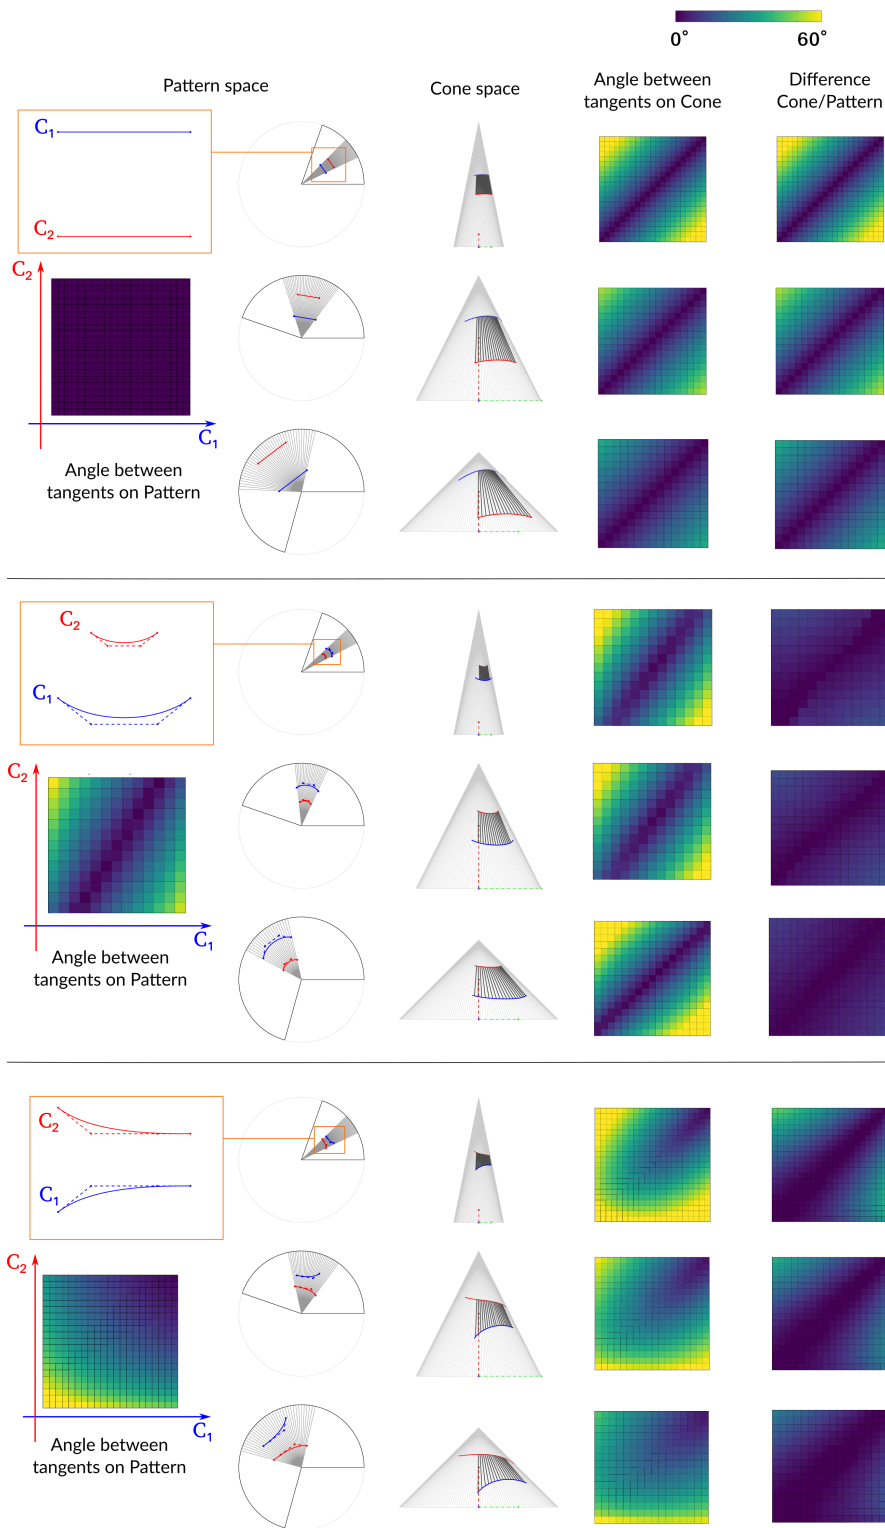 0° 60°
Pattern space
Cone space
Angle between
tangents on Cone
Difference
Cone/Pattern
C₁
C₂
C₂
C₁
Angle between
tangents on Pattern
C₂
C₁
C₂
C₁
Angle between
tangents on Pattern
C₂
C₁
C₂
C₁
Angle between
tangents on Pattern